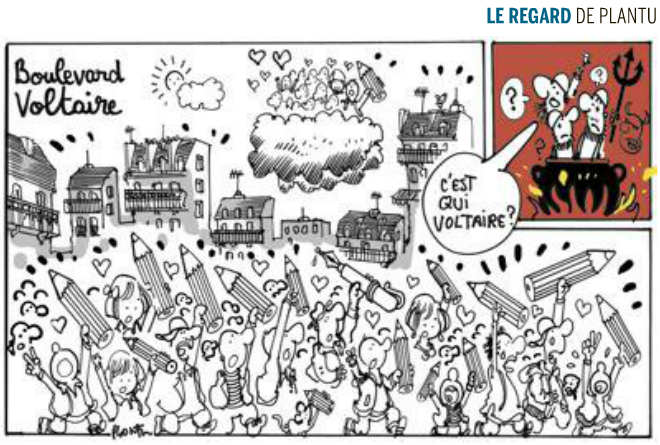 LE REGARD DE PLANTU
Boulevard
Voltaire
?
?
?
C'EST
QUI
VOLTAIRE?